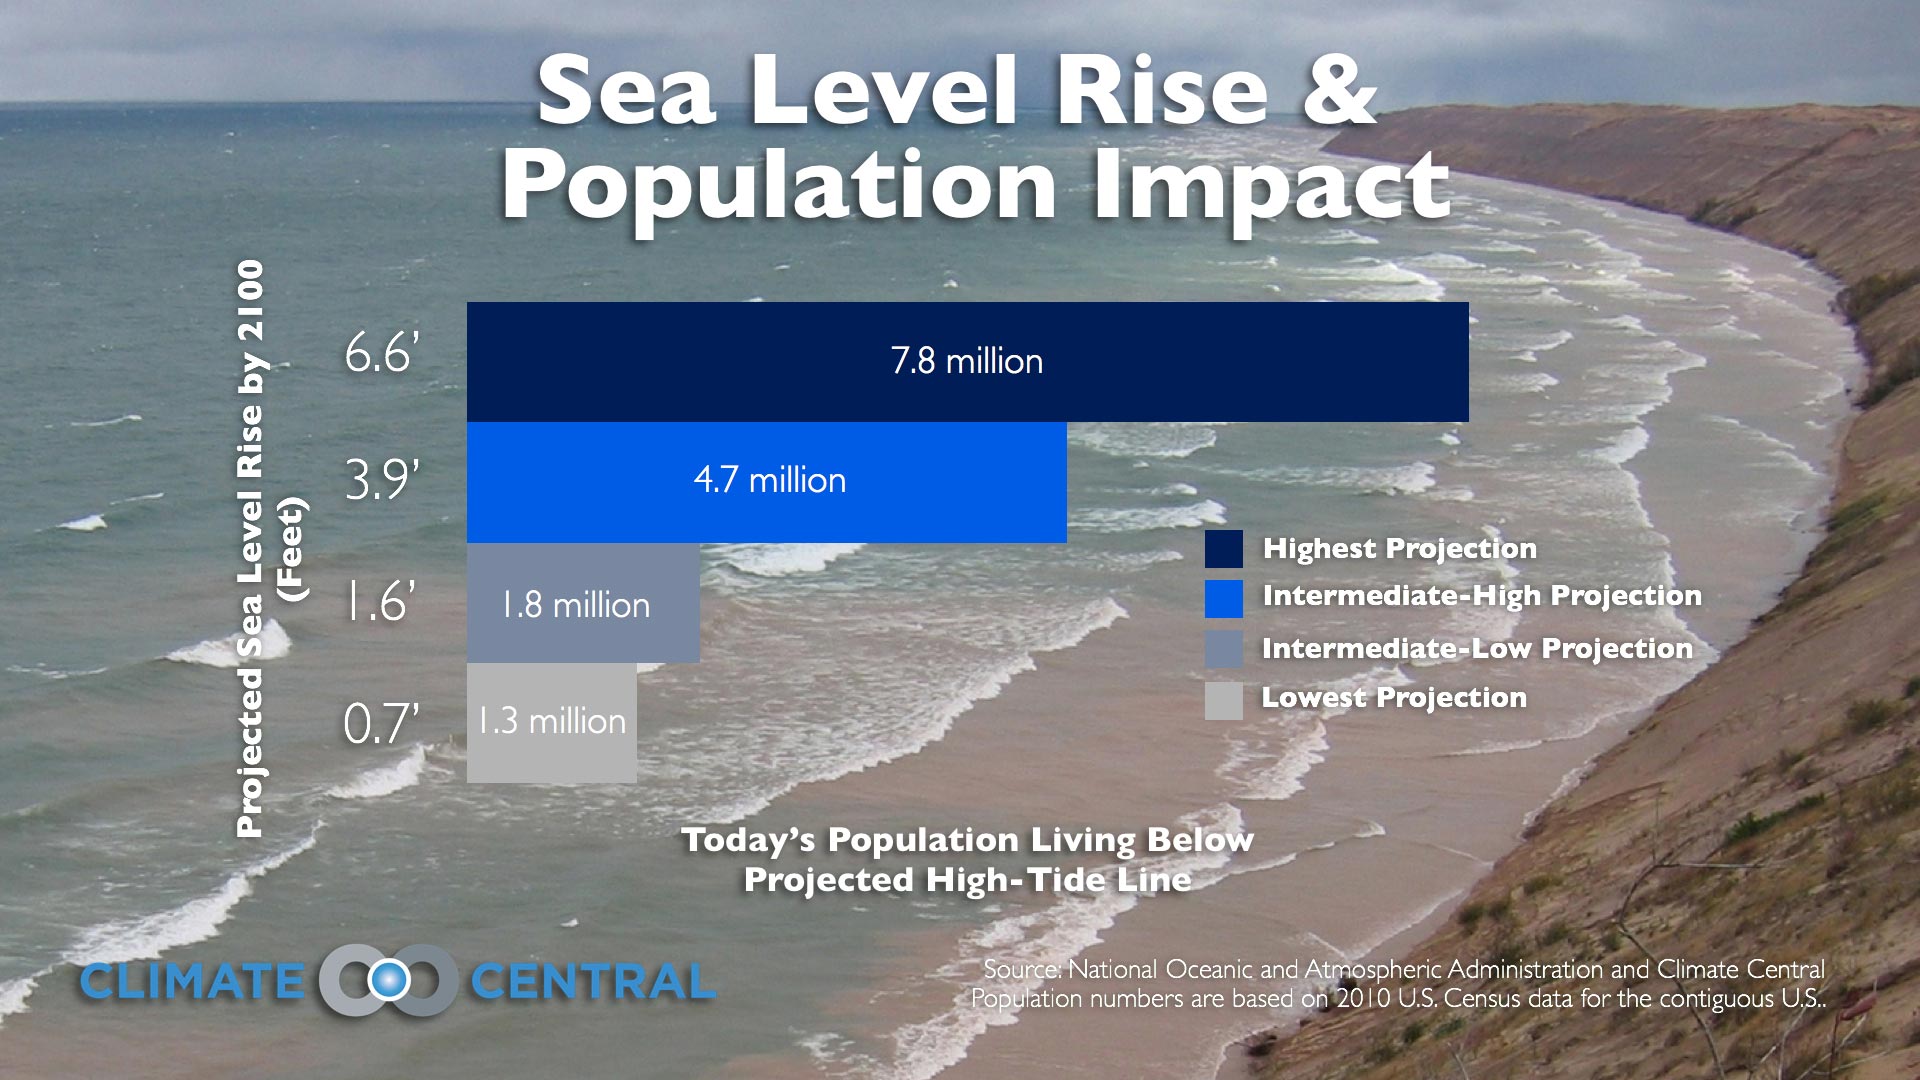 Sea Level Rise &
Population Impact
Projected Sea Level Rise by 2100
(Feet)
6.6’
7.8 million
3.9’
4.7 million
1.6’
1.8 million
0.7’
1.3 million
Highest Projection
Intermediate-High Projection
Intermediate-Low Projection
Lowest Projection
Today’s Population Living Below
Projected High-Tide Line
CLIMATE CENTRAL
Source: National Oceanic and Atmospheric Administration and Climate Central
Population numbers are based on 2010 U.S. Census data for the contiguous U.S..